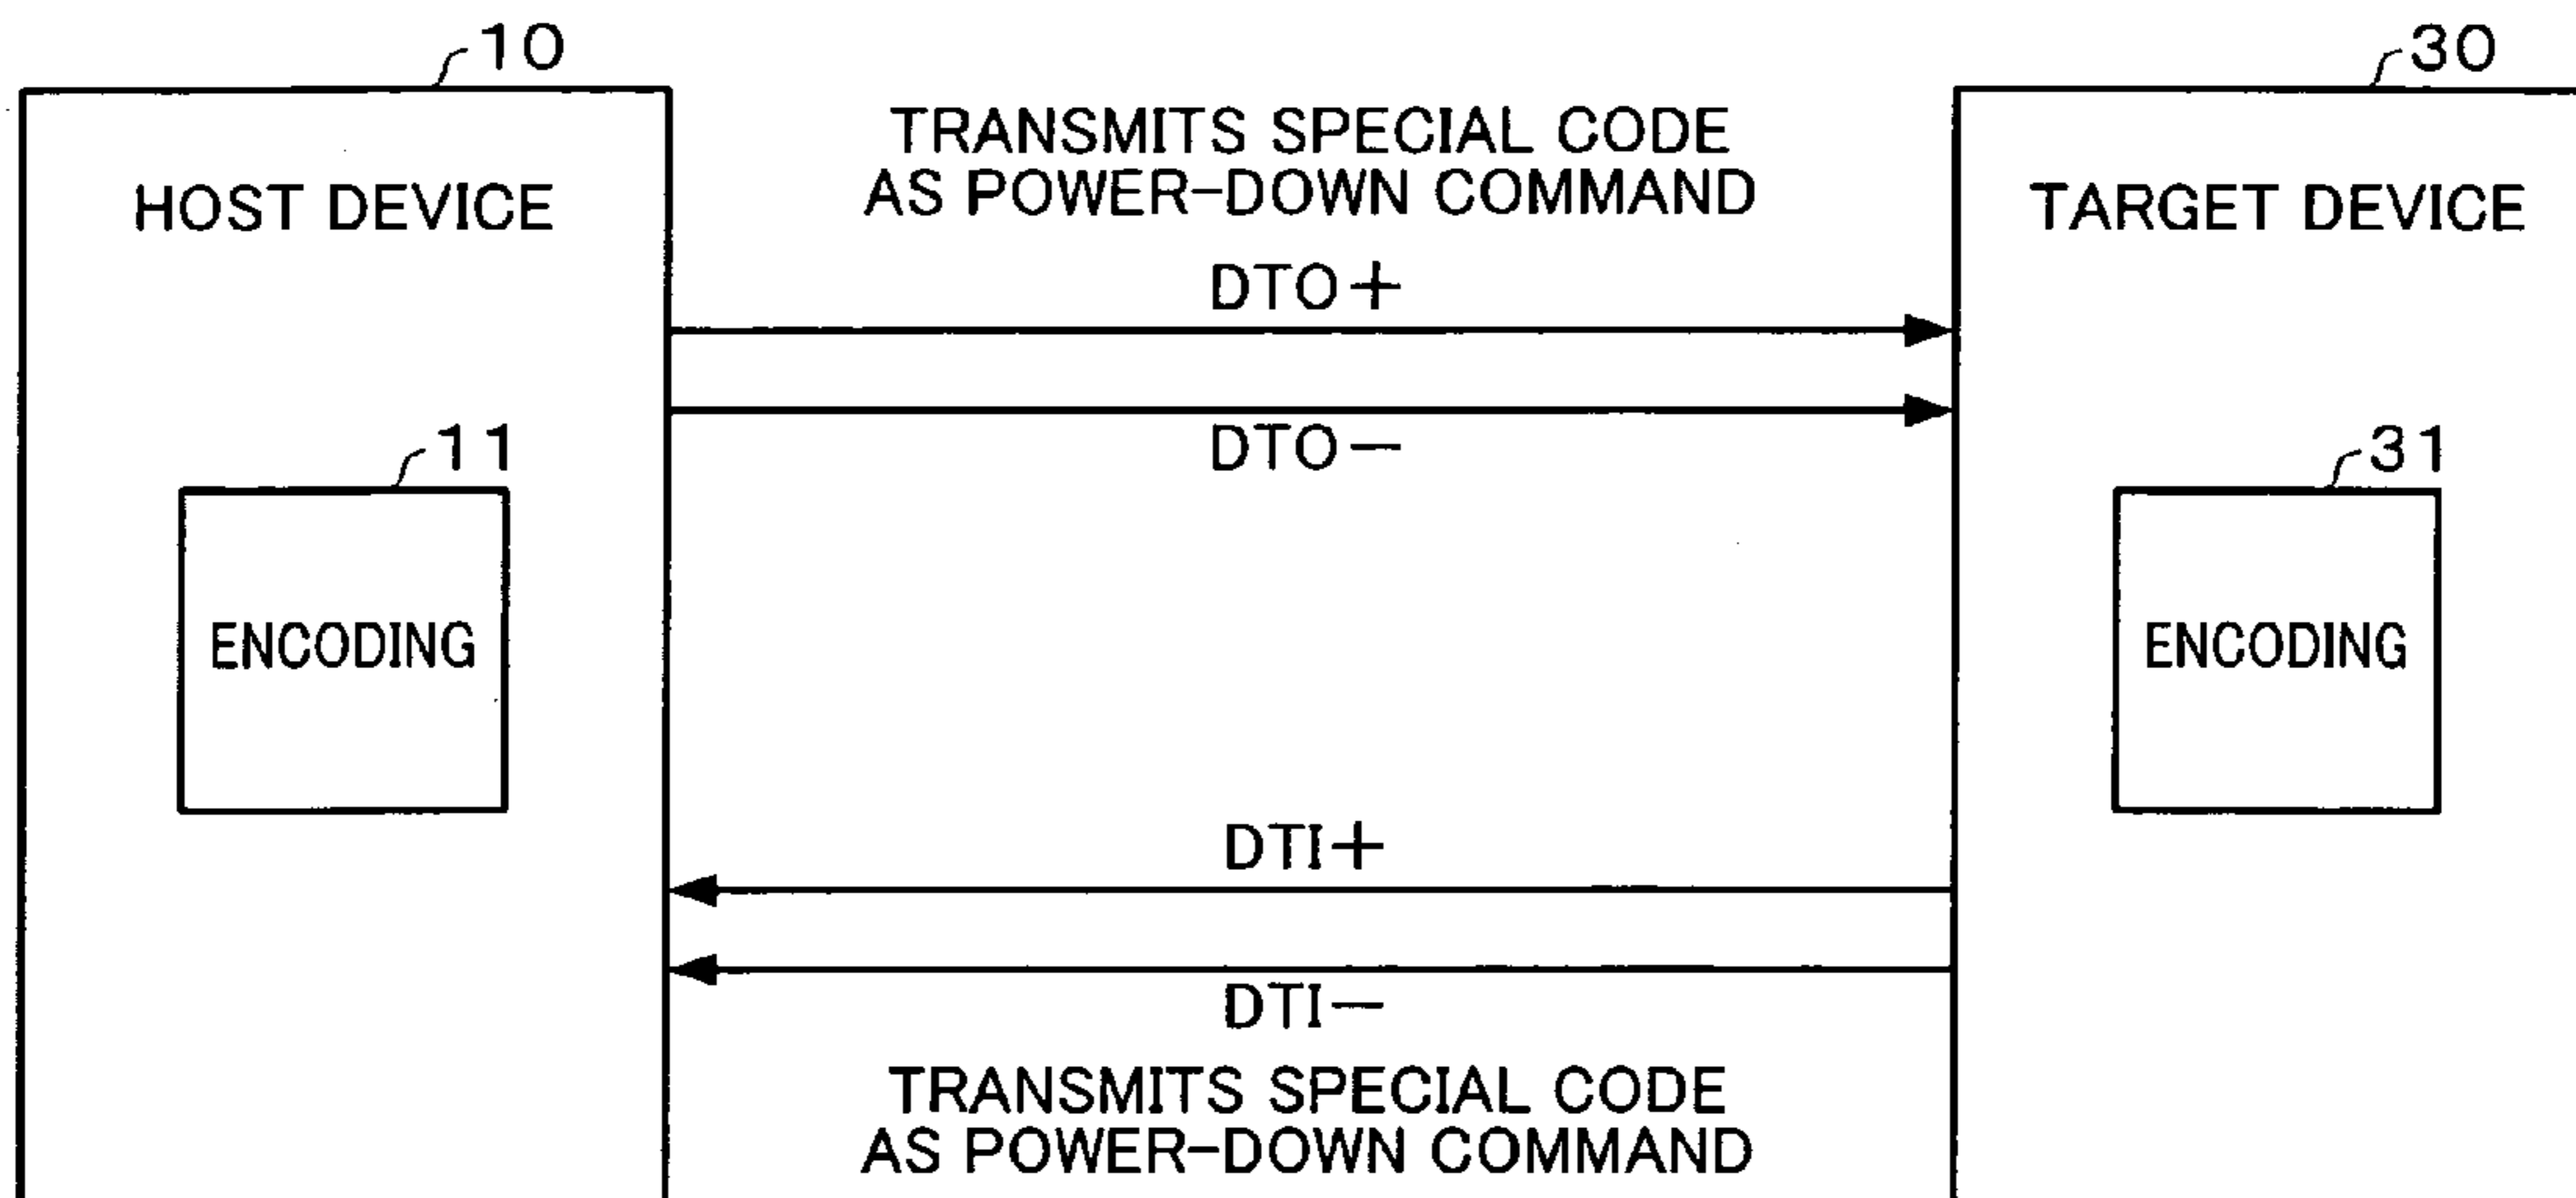 10
30
TRANSMITS SPECIAL CODE
AS POWER-DOWN COMMAND
HOST DEVICE
TARGET DEVICE
DTO+
DTO−
11
31
ENCODING
ENCODING
DTI+
DTI−
TRANSMITS SPECIAL CODE
AS POWER-DOWN COMMAND